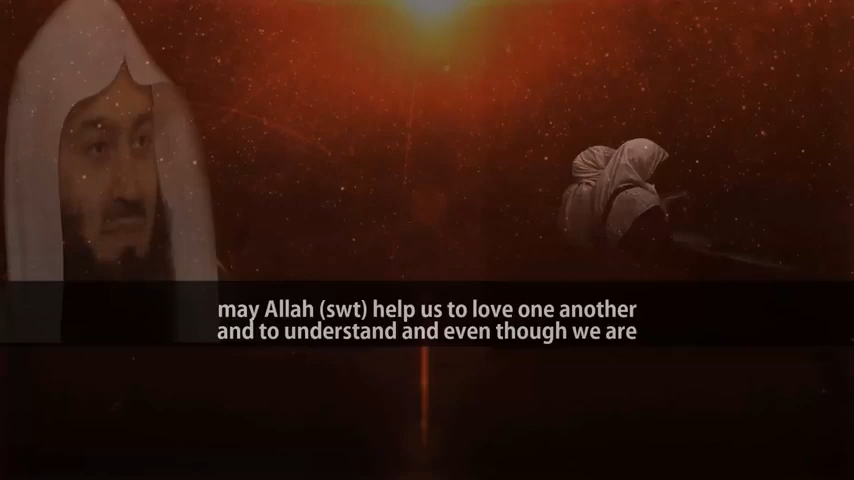 may Allah (swt) help us to love one another
and to understand and even though we are